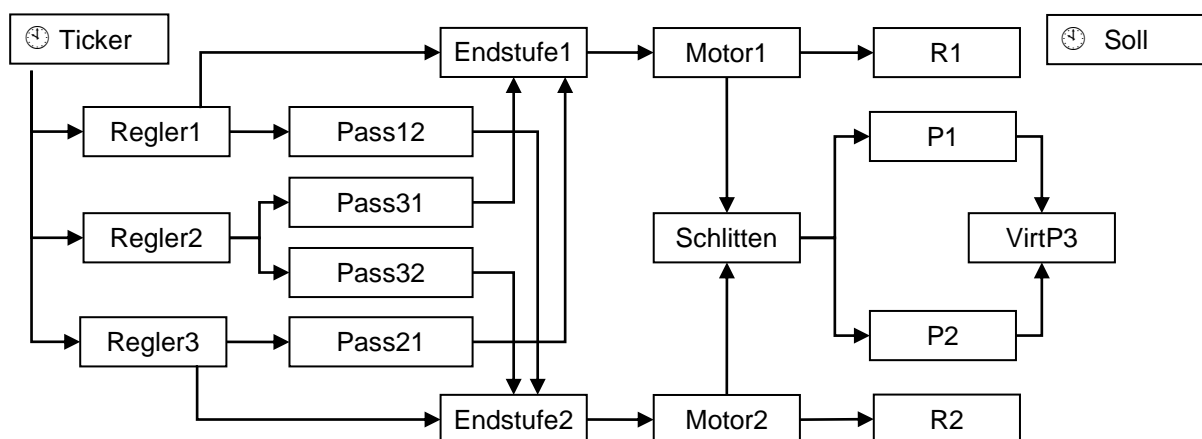 Ticker
Endstufe1
Motor1
R1
Soll
Regler1
Pass12
P1
Pass31
Regler2
Schlitten
VirtP3
Pass32
Regler3
Pass21
P2
Endstufe2
Motor2
R2